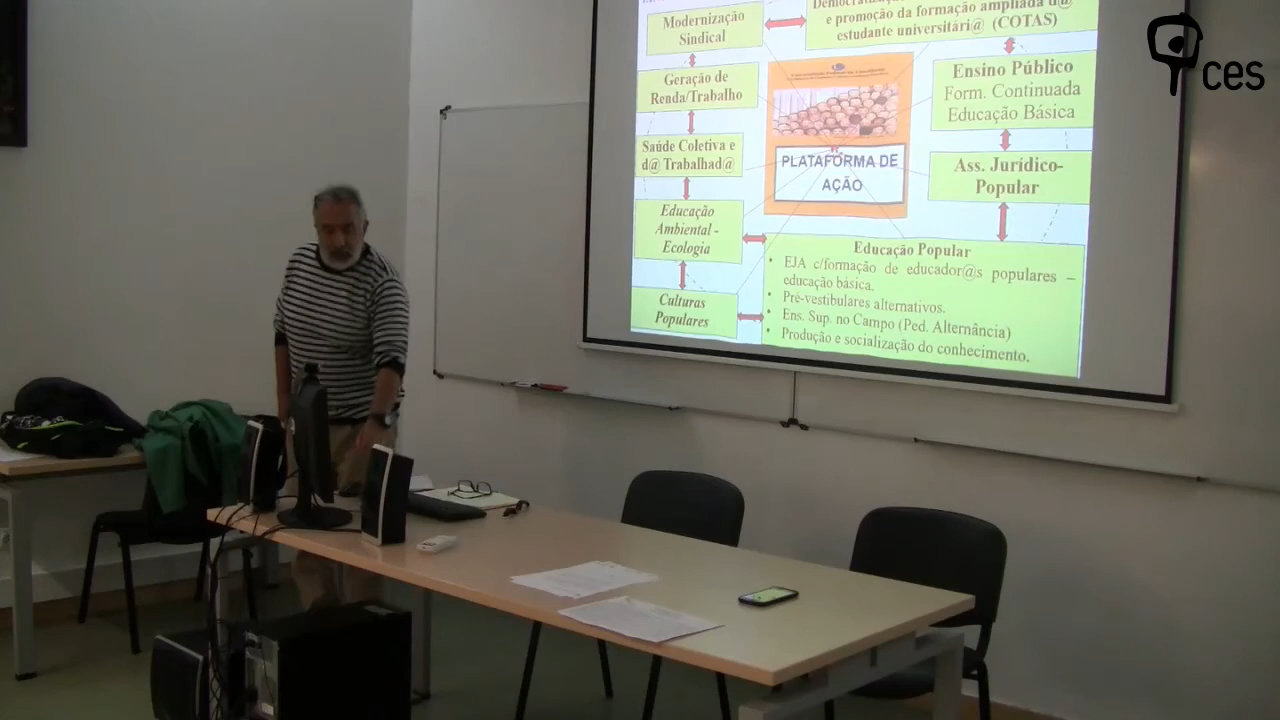 Modernização
Sindical
e promoção da formação ampliada d@
estudante universitári@ (COTAS)
Geração de
Renda/Trabalho
Saúde Coletiva e
d@ Trabalhad@
Educação
Ambiental -
Ecologia
Culturas
Populares
PLATAFORMA DE
AÇÃO
Ensino Público
Form. Continuada
Educação Básica
Ass. Jurídico-
Popular
Educação Popular
• EJA c/formação de educador@s populares –
educação básica.
• Pré-vestibulares alternativos.
• Ens. Sup. no Campo (Ped. Alternância)
• Produção e socialização do conhecimento.
ces